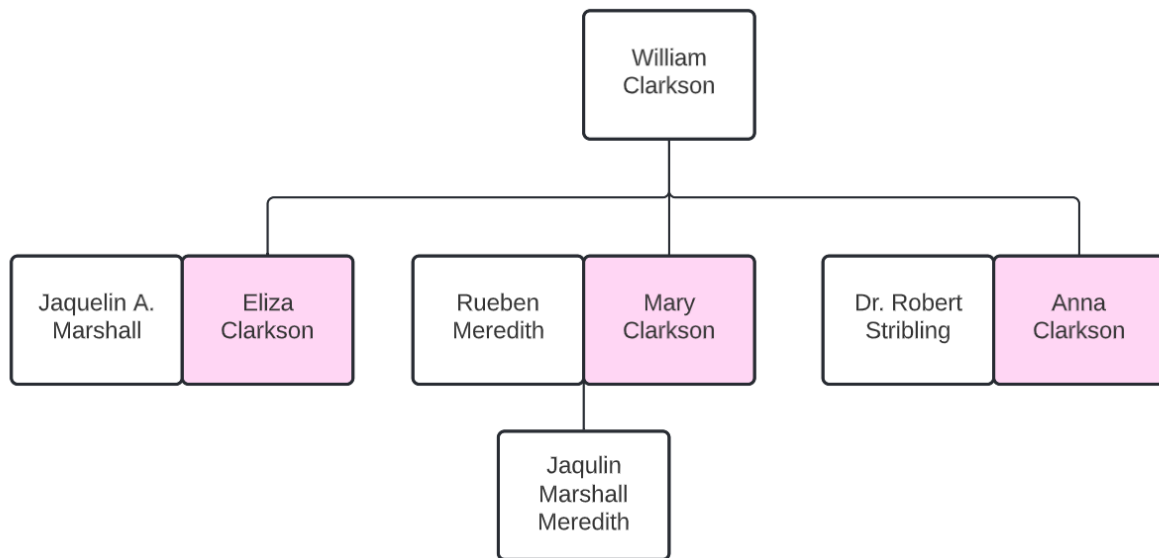 William
Clarkson
Jaquelin A.
Marshall
Eliza
Clarkson
Rueben
Meredith
Mary
Clarkson
Dr. Robert
Stribling
Anna
Clarkson
Jaqulin
Marshall
Meredith